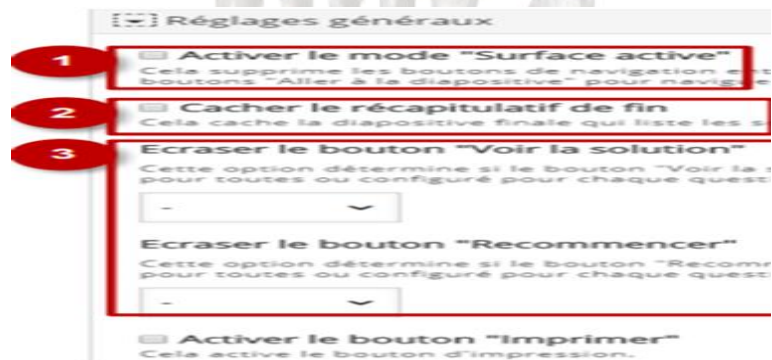 Réglages généraux
1
Activer le mode "Surface active"
Cela supprime les boutons de navigation
boutons "Aller à la diapositive" pour
2
Cacher le récapitulatif de fin
Cela cache la diapositive finale qui liste les
3
Ecraser le bouton "Voir la solution"
Cette option détermine si le bouton "Voir la
pour toutes ou configuré pour chaque
-
Ecraser le bouton "Recommencer"
Cette option détermine si le bouton
pour toutes ou configuré pour chaque
-
Activer le bouton "Imprimer"
Cela active le bouton d'impression.